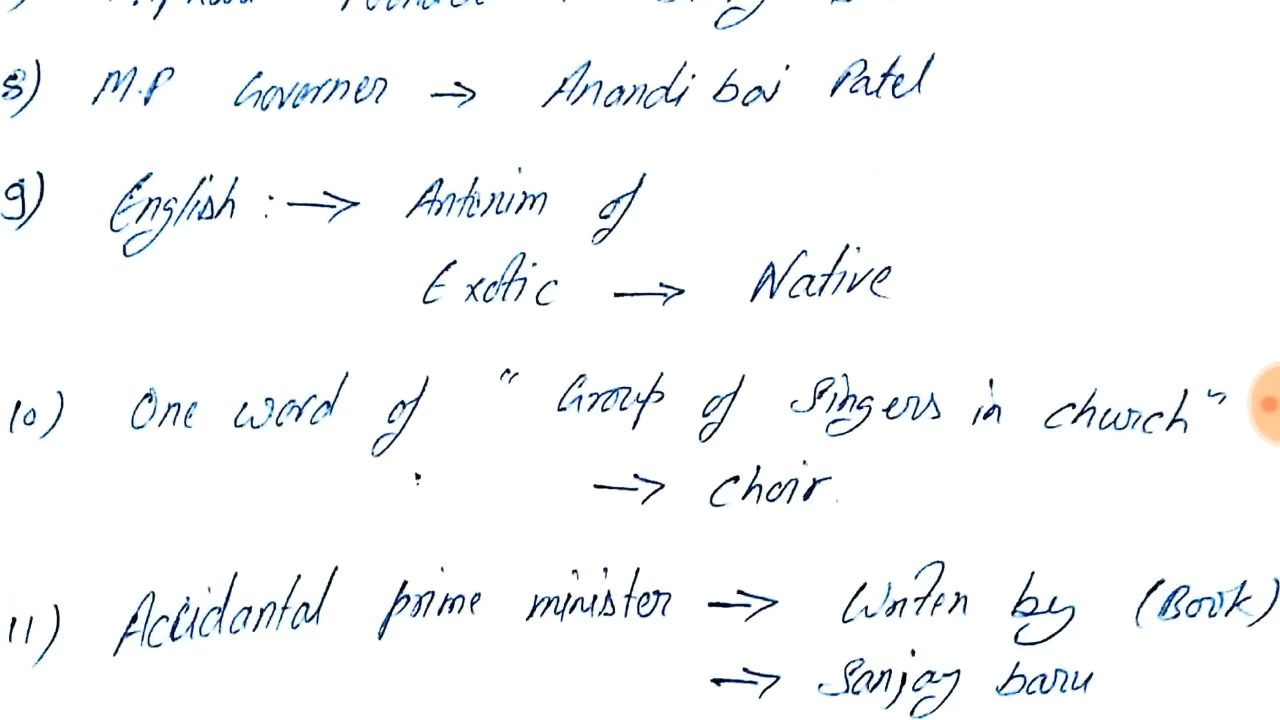 8) M.P Governer → Anandi bai Patel
9) English :→ Antonim of
Exotic → Native
10) One word of " Group of Singers in church "
→ Choir.
11) Accidantal prime minister → Written by (Book)
→ Sanjay baru